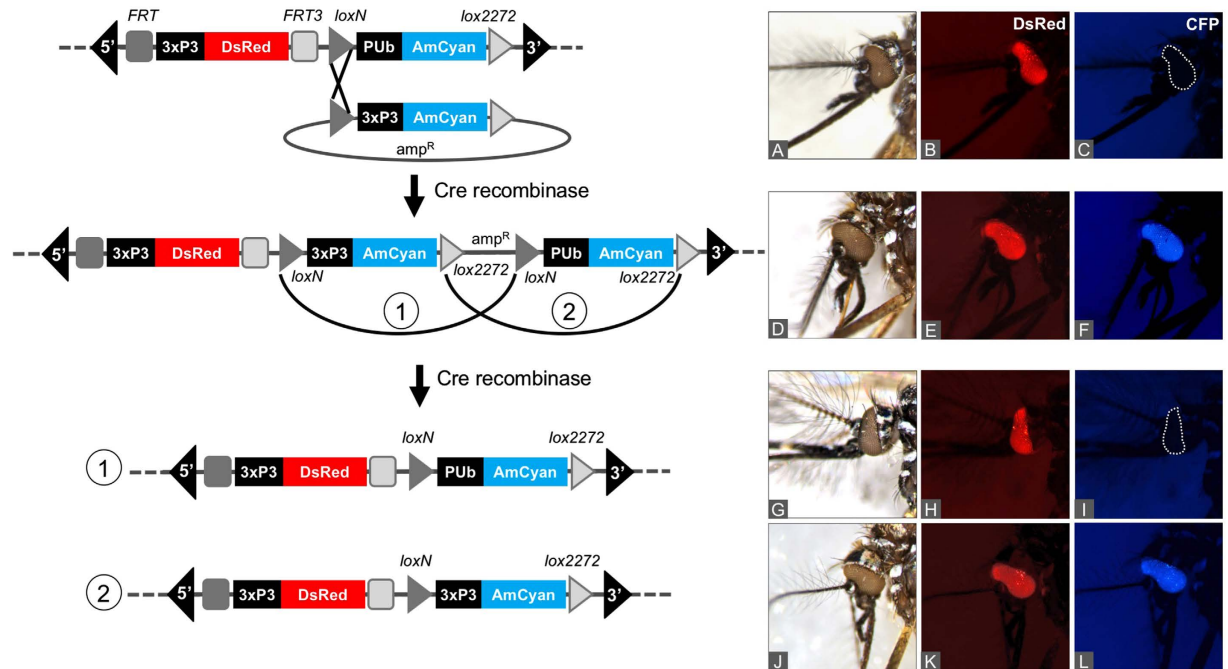 FRT FRT3 loxN lox2272
5’ 3xP3 DsRed PUb AmCyan 3’
3xP3 AmCyan
ampR
Cre recombinase
5’ 3xP3 DsRed 3xP3 AmCyan ampR PUb AmCyan 3’
loxN lox2272 loxN lox2272
1 2
Cre recombinase
loxN lox2272
1 5’ 3xP3 DsRed PUb AmCyan 3’
loxN lox2272
2 5’ 3xP3 DsRed 3xP3 AmCyan 3’
DsRed CFP
A B C
D E F
G H I
J K L